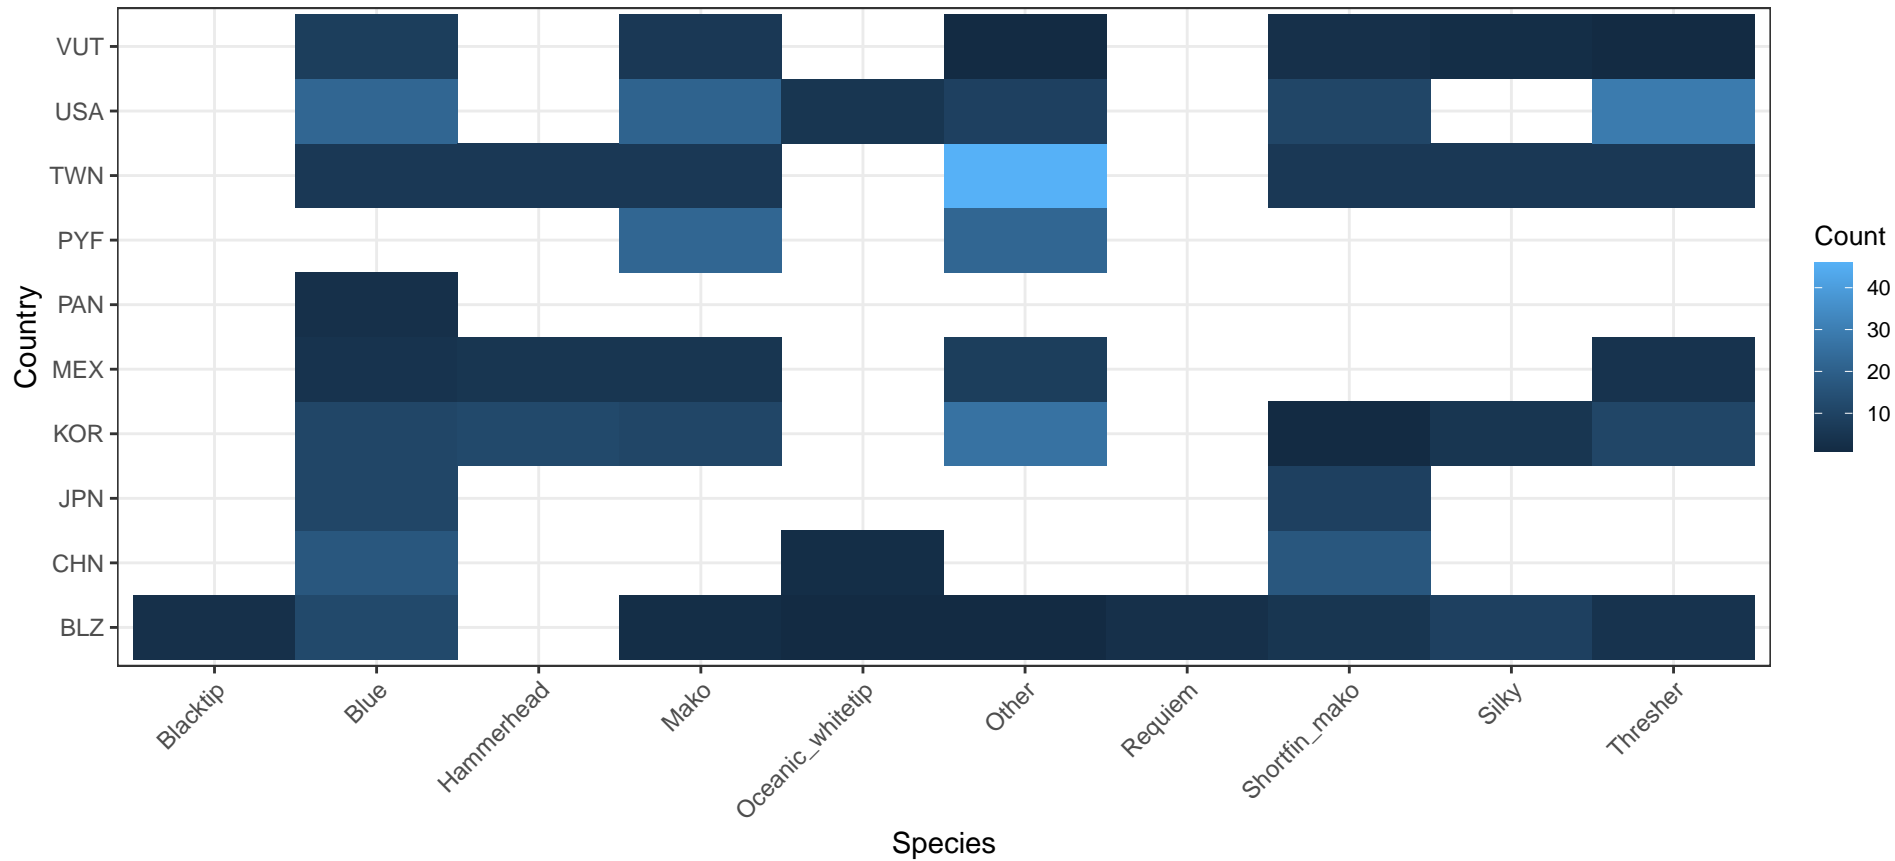 VUT
USA
TWN
PYF
PAN
MEX
KOR
JPN
CHN
BLZ
Country
Blacktip
Blue
Hammerhead
Mako
Oceanic_whitetip
Other
Requiem
Shortfin_mako
Silky
Thresher
Species
Count
40
30
20
10